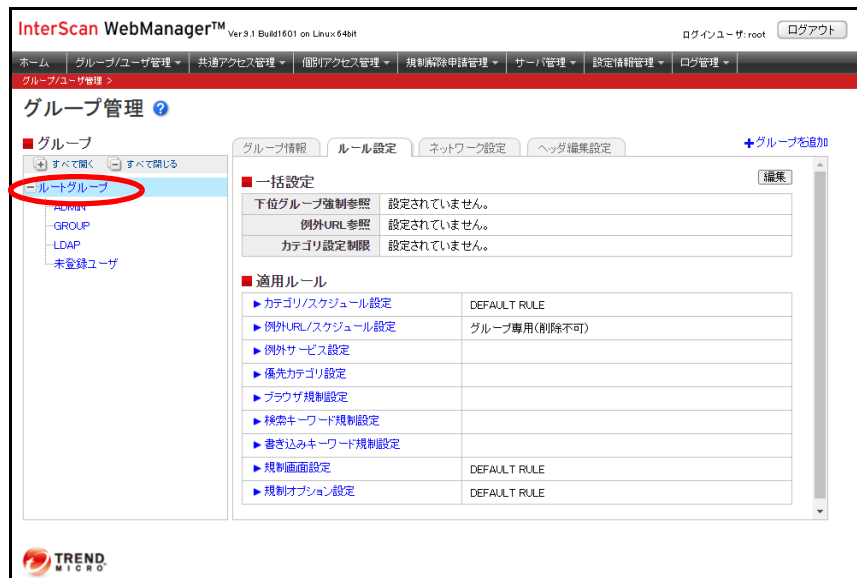 InterScan WebManager™ Ver.9.1 Build1601 on Linux 64bit
ログインユーザ:root ログアウト
ホーム グループ/ユーザ管理 共通アクセス管理 個別アクセス管理 規制解除申請管理 サーバ管理 設定情報管理 ログ管理
グループ/ユーザ管理 >
グループ管理
グループ
すべて開く すべて閉じる
ルートグループ
ADMIN
GROUP
LDAP
未登録ユーザ
グループ情報 ルール設定 ネットワーク設定 ヘッダ編集設定
グループを追加
一括設定 編集
下位グループ強制参照 設定されていません。
例外URL参照 設定されていません。
カテゴリ設定制限 設定されていません。
適用ルール
カテゴリ/スケジュール設定 DEFAULT RULE
例外URL/スケジュール設定 グループ専用(削除不可)
例外サービス設定
優先カテゴリ設定
ブラウザ規制設定
検索キーワード規制設定
書き込みキーワード規制設定
規制画面設定 DEFAULT RULE
規制オプション設定 DEFAULT RULE
TREND
MICRO